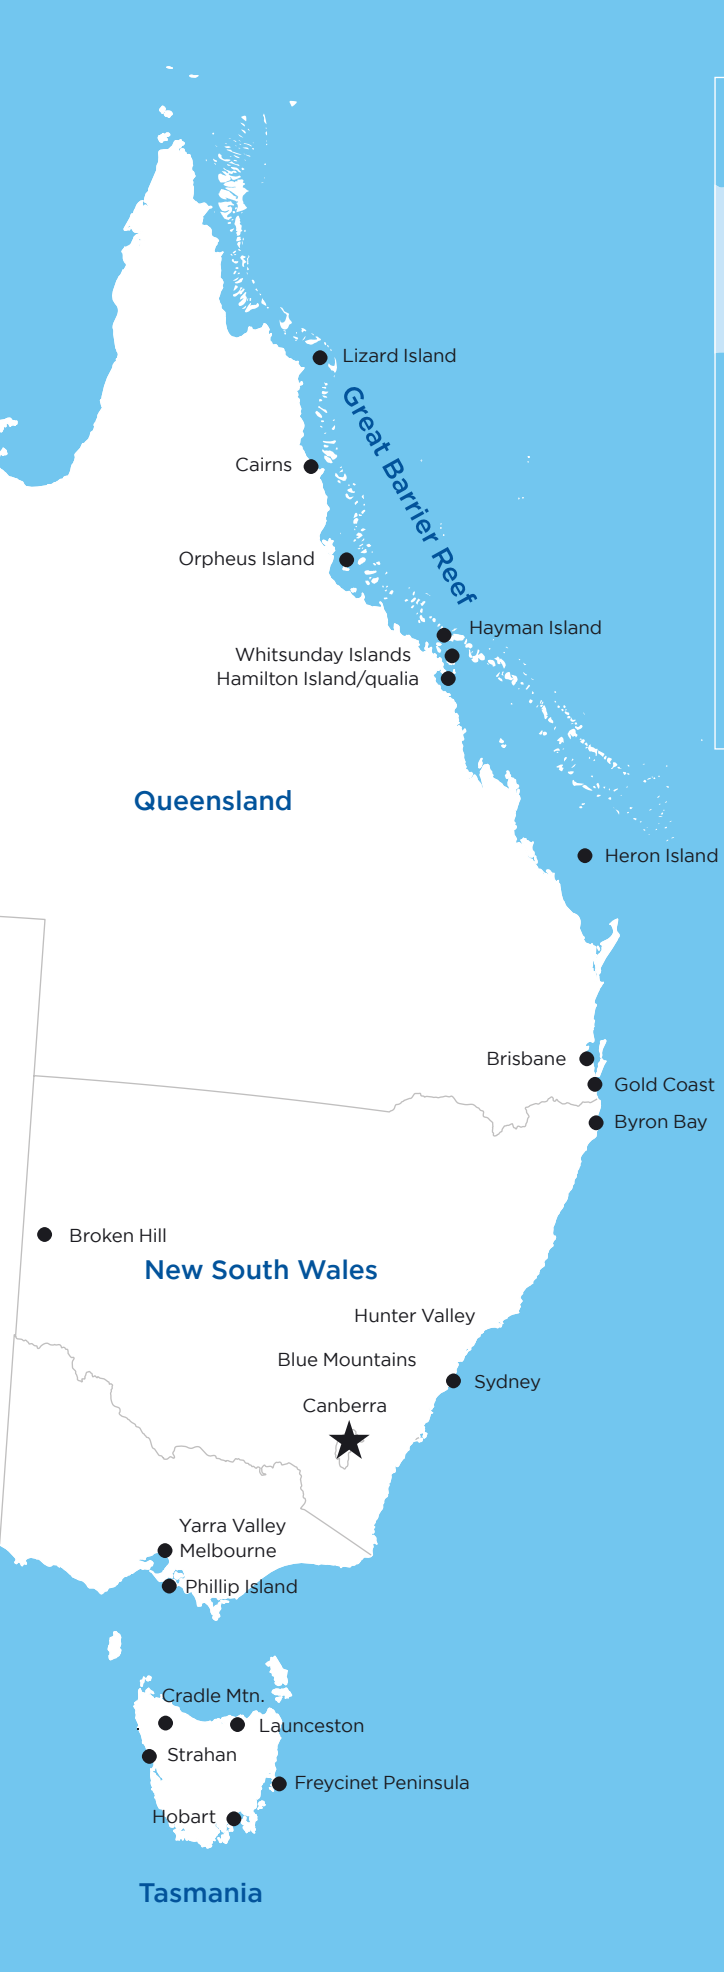 Lizard Island
Great Barrier Reef
Cairns
Orpheus Island
Hayman Island
Whitsunday Islands
Hamilton Island/qualia
Queensland
Heron Island
Brisbane
Gold Coast
Byron Bay
Broken Hill
New South Wales
Hunter Valley
Blue Mountains
Sydney
Canberra
Yarra Valley
Melbourne
Phillip Island
Cradle Mtn.
Launceston
Strahan
Freycinet Peninsula
Hobart
Tasmania